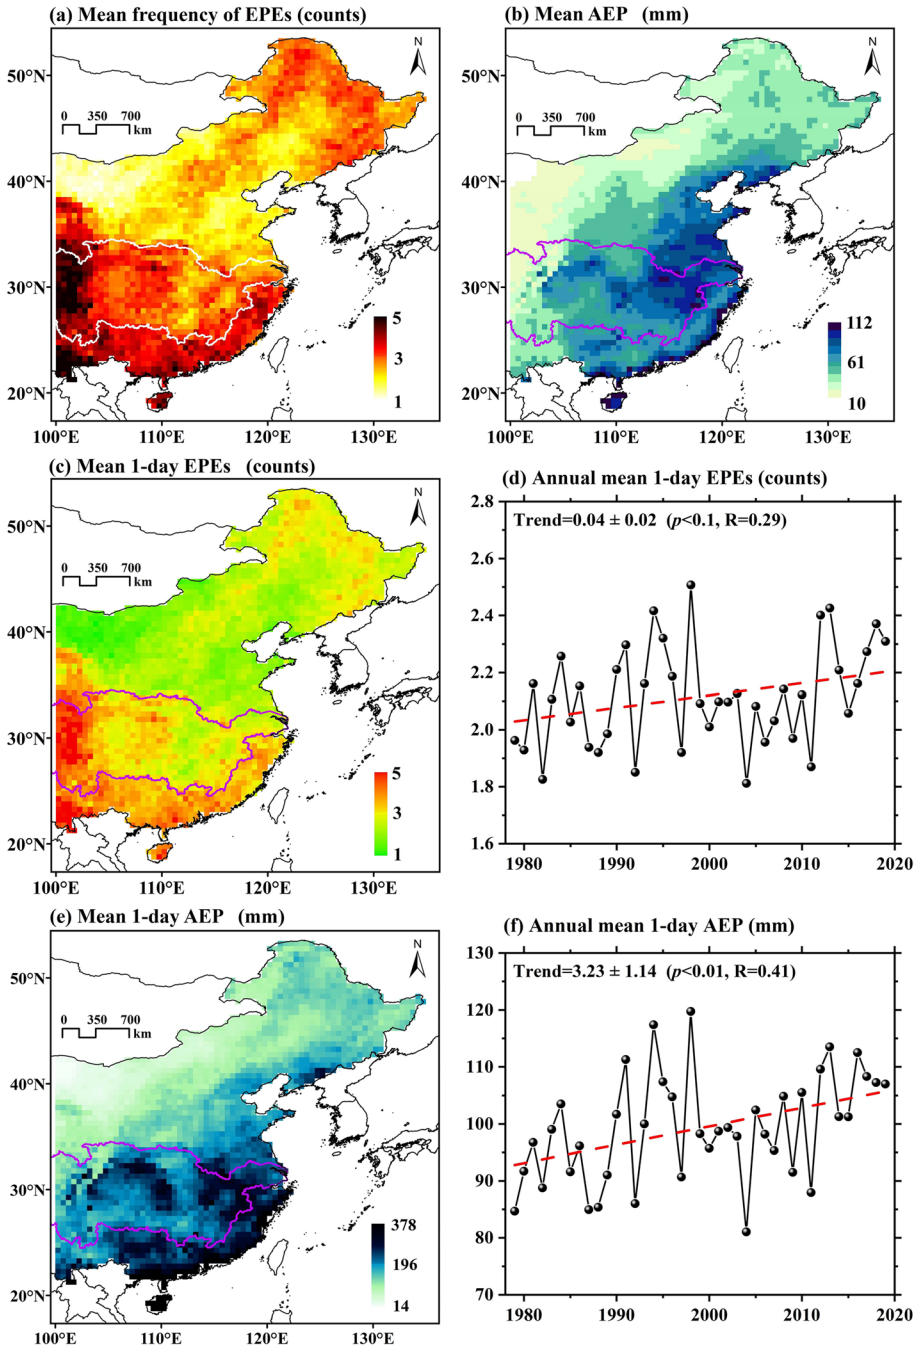 (a) Mean frequency of EPEs (counts)
50°N
40°N
30°N
20°N
0 350 700
km
N
5
3
1
100°E 110°E 120°E 130°E
(b) Mean AEP (mm)
50°N
40°N
30°N
20°N
0 350 700
km
N
112
61
10
100°E 110°E 120°E 130°E
(c) Mean 1-day EPEs (counts)
50°N
40°N
30°N
20°N
0 350 700
km
N
5
3
1
100°E 110°E 120°E 130°E
(d) Annual mean 1-day EPEs (counts)
Trend=0.04 ± 0.02 (p<0.1, R=0.29)
2.8
2.6
2.4
2.2
2.0
1.8
1.6
1980 1990 2000 2010 2020
(e) Mean 1-day AEP (mm)
50°N
40°N
30°N
20°N
0 350 700
km
N
378
196
14
100°E 110°E 120°E 130°E
(f) Annual mean 1-day AEP (mm)
Trend=3.23 ± 1.14 (p<0.01, R=0.41)
130
120
110
100
90
80
70
1980 1990 2000 2010 2020